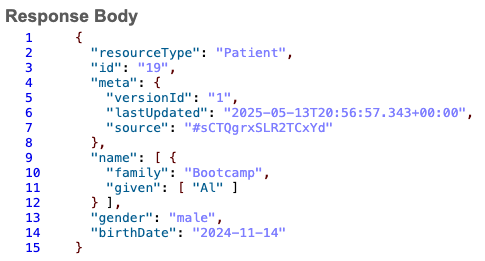 Response Body
1 {
2 "resourceType": "Patient",
3 "id": "19",
4 "meta": {
5 "versionId": "1",
6 "lastUpdated": "2025-05-13T20:56:57.343+00:00",
7 "source": "#sCTQgrxSLR2TCxYd"
8 },
9 "name": [ {
10 "family": "Bootcamp",
11 "given": [ "Al" ]
12 } ],
13 "gender": "male",
14 "birthDate": "2024-11-14"
15 }